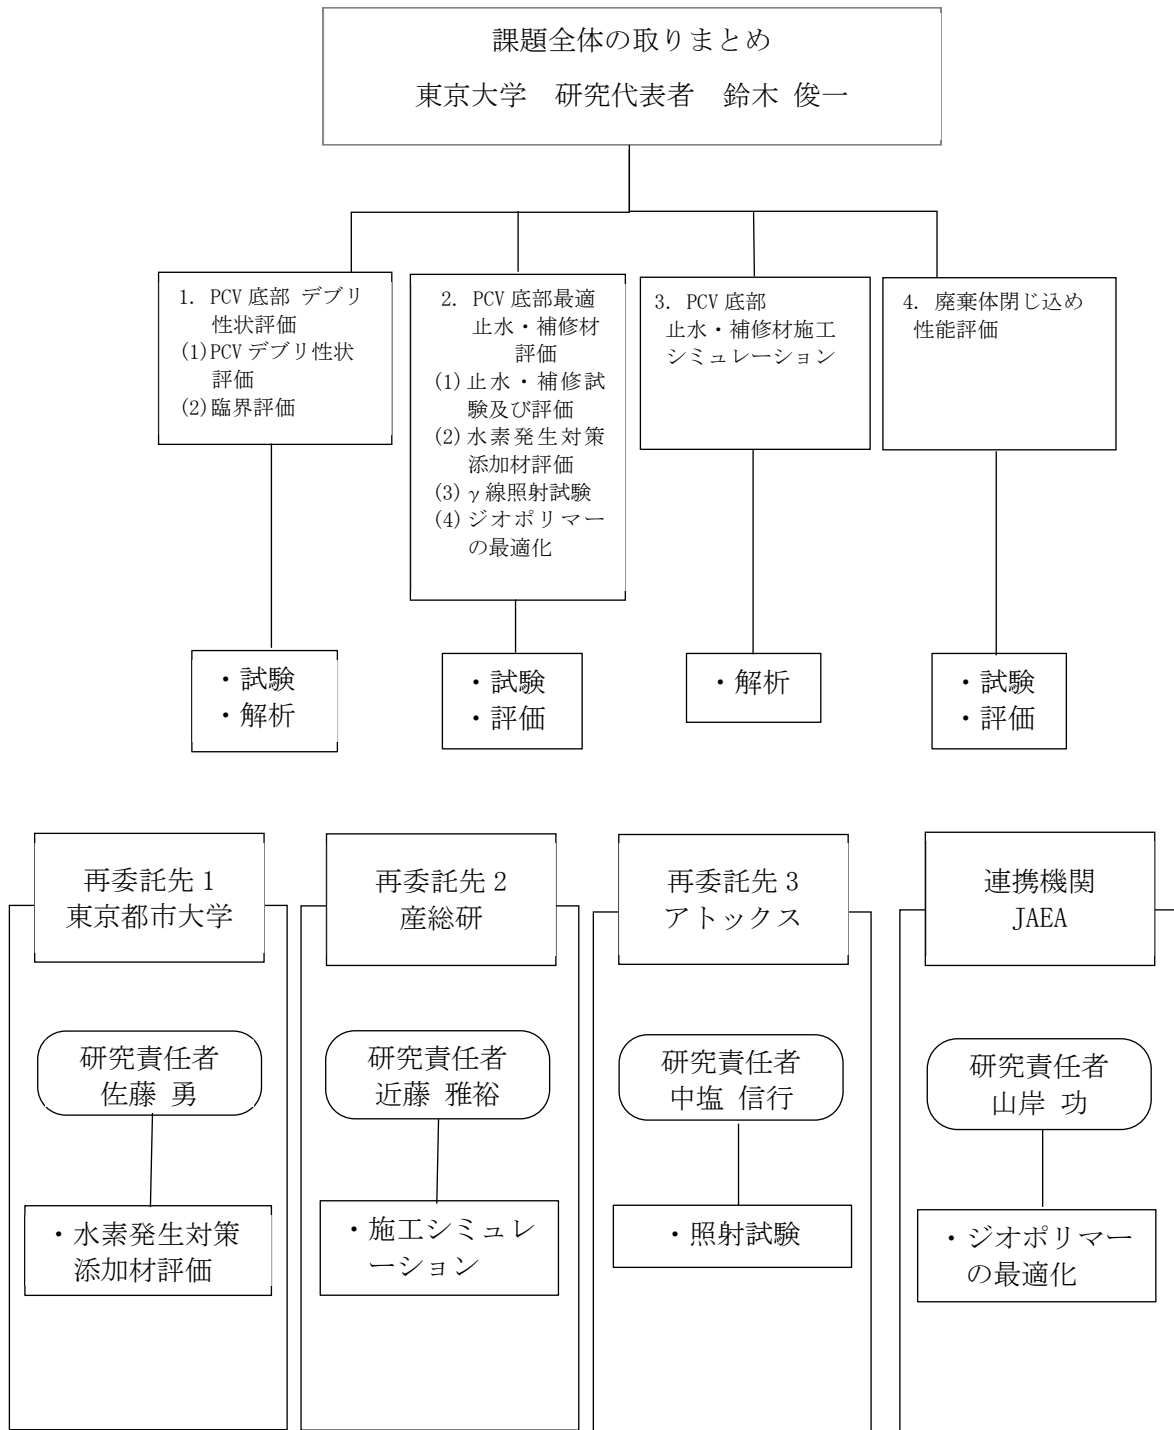 課題全体の取りまとめ
東京大学　研究代表者　鈴木 俊一
1. PCV 底部 デブリ
性状評価
(1)PCV デブリ性状
評価
(2)臨界評価
2. PCV 底部最適
止水・補修材
評価
(1)止水・補修試
験及び評価
(2)水素発生対策
添加材評価
(3)γ線照射試験
(4)ジオポリマー
の最適化
3. PCV 底部
止水・補修材施工
シミュレーション
4. 廃棄体閉じ込め
性能評価
・試験
・解析
・試験
・評価
・解析
・試験
・評価
再委託先 1
東京都市大学
研究責任者
佐藤 勇
・水素発生対策
添加材評価
再委託先 2
産総研
研究責任者
近藤 雅裕
・施工シミュレ
ーション
再委託先 3
アトックス
研究責任者
中塩 信行
・照射試験
連携機関
JAEA
研究責任者
山岸 功
・ジオポリマー
の最適化